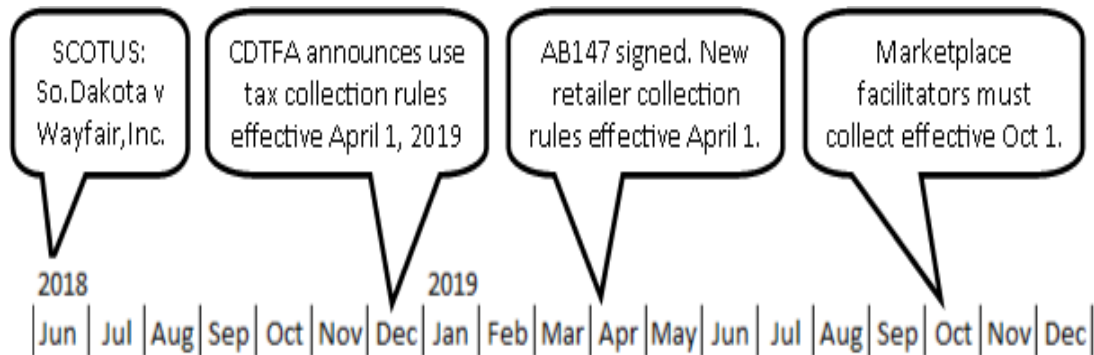 SCOTUS:
So.Dakota v
Wayfair,Inc.
CDTFA announces use
tax collection rules
effective April 1, 2019
AB147 signed. New
retailer collection
rules effective April 1.
Marketplace
facilitators must
collect effective Oct 1.
2018 2019
Jun Jul Aug Sep Oct Nov Dec Jan Feb Mar Apr May Jun Jul Aug Sep Oct Nov Dec